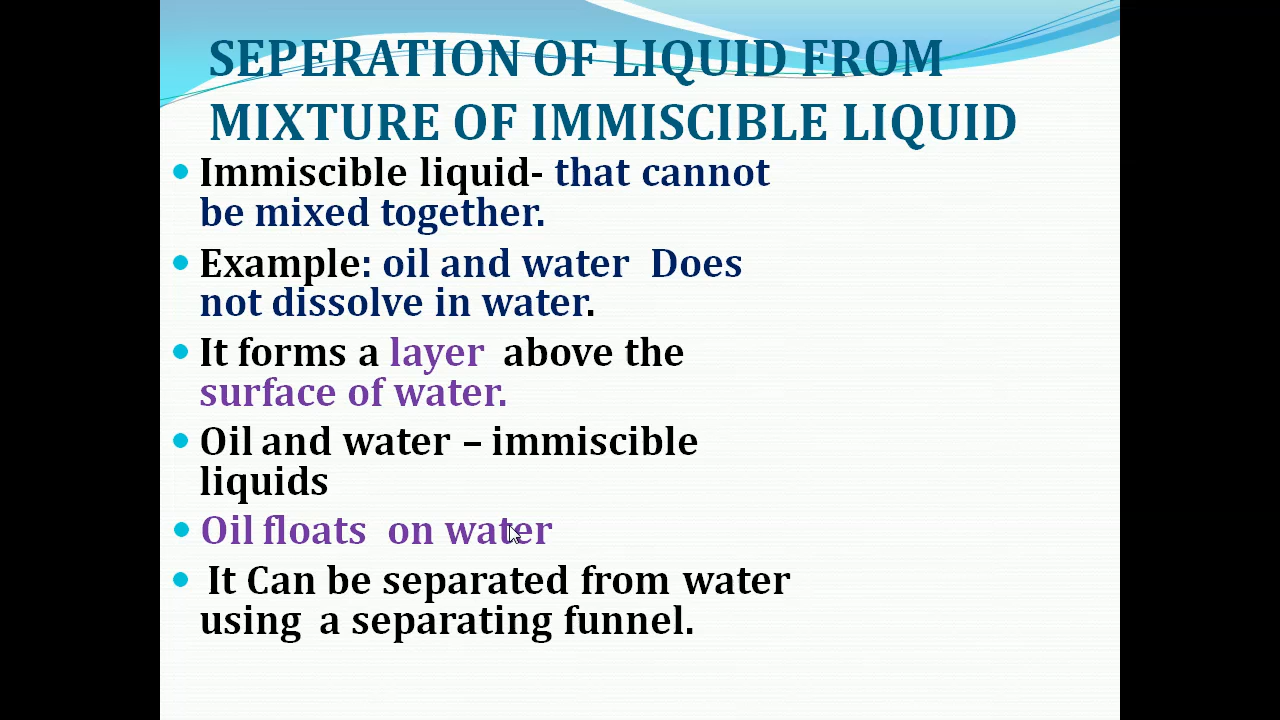 SEPERATION OF LIQUID FROM
MIXTURE OF IMMISCIBLE LIQUID
Immiscible liquid- that cannot
be mixed together.
Example: oil and water Does
not dissolve in water.
It forms a layer above the
surface of water.
Oil and water – immiscible
liquids
Oil floats on water
It Can be separated from water
using a separating funnel.